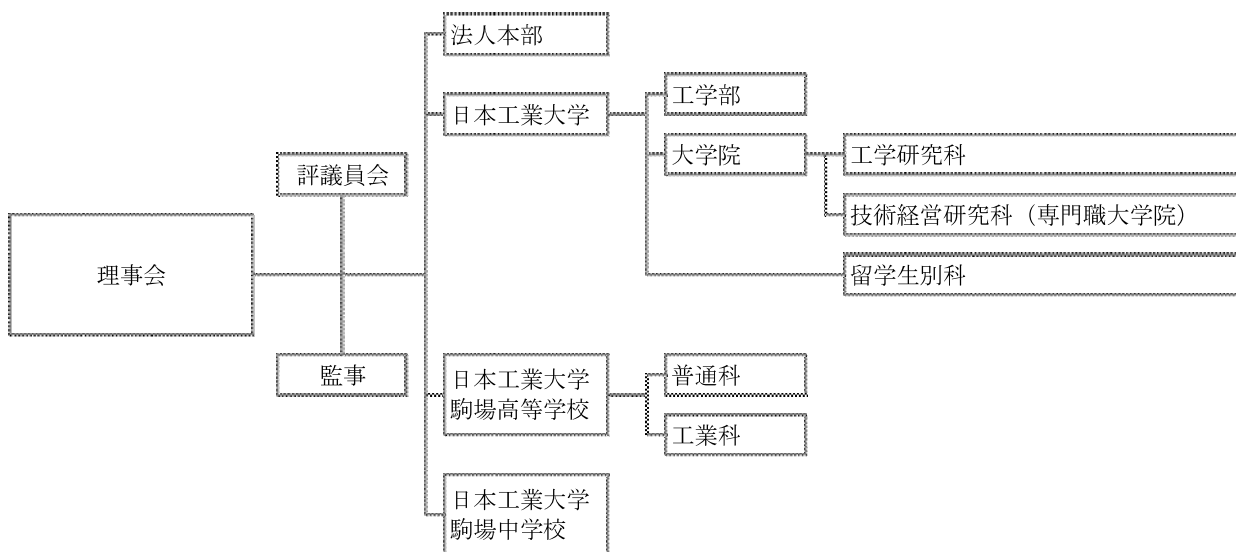 法人本部
日本工業大学
工学部
大学院
工学研究科
技術経営研究科（専門職大学院）
留学生別科
評議員会
理事会
監事
日本工業大学
駒場高等学校
普通科
工業科
日本工業大学
駒場中学校